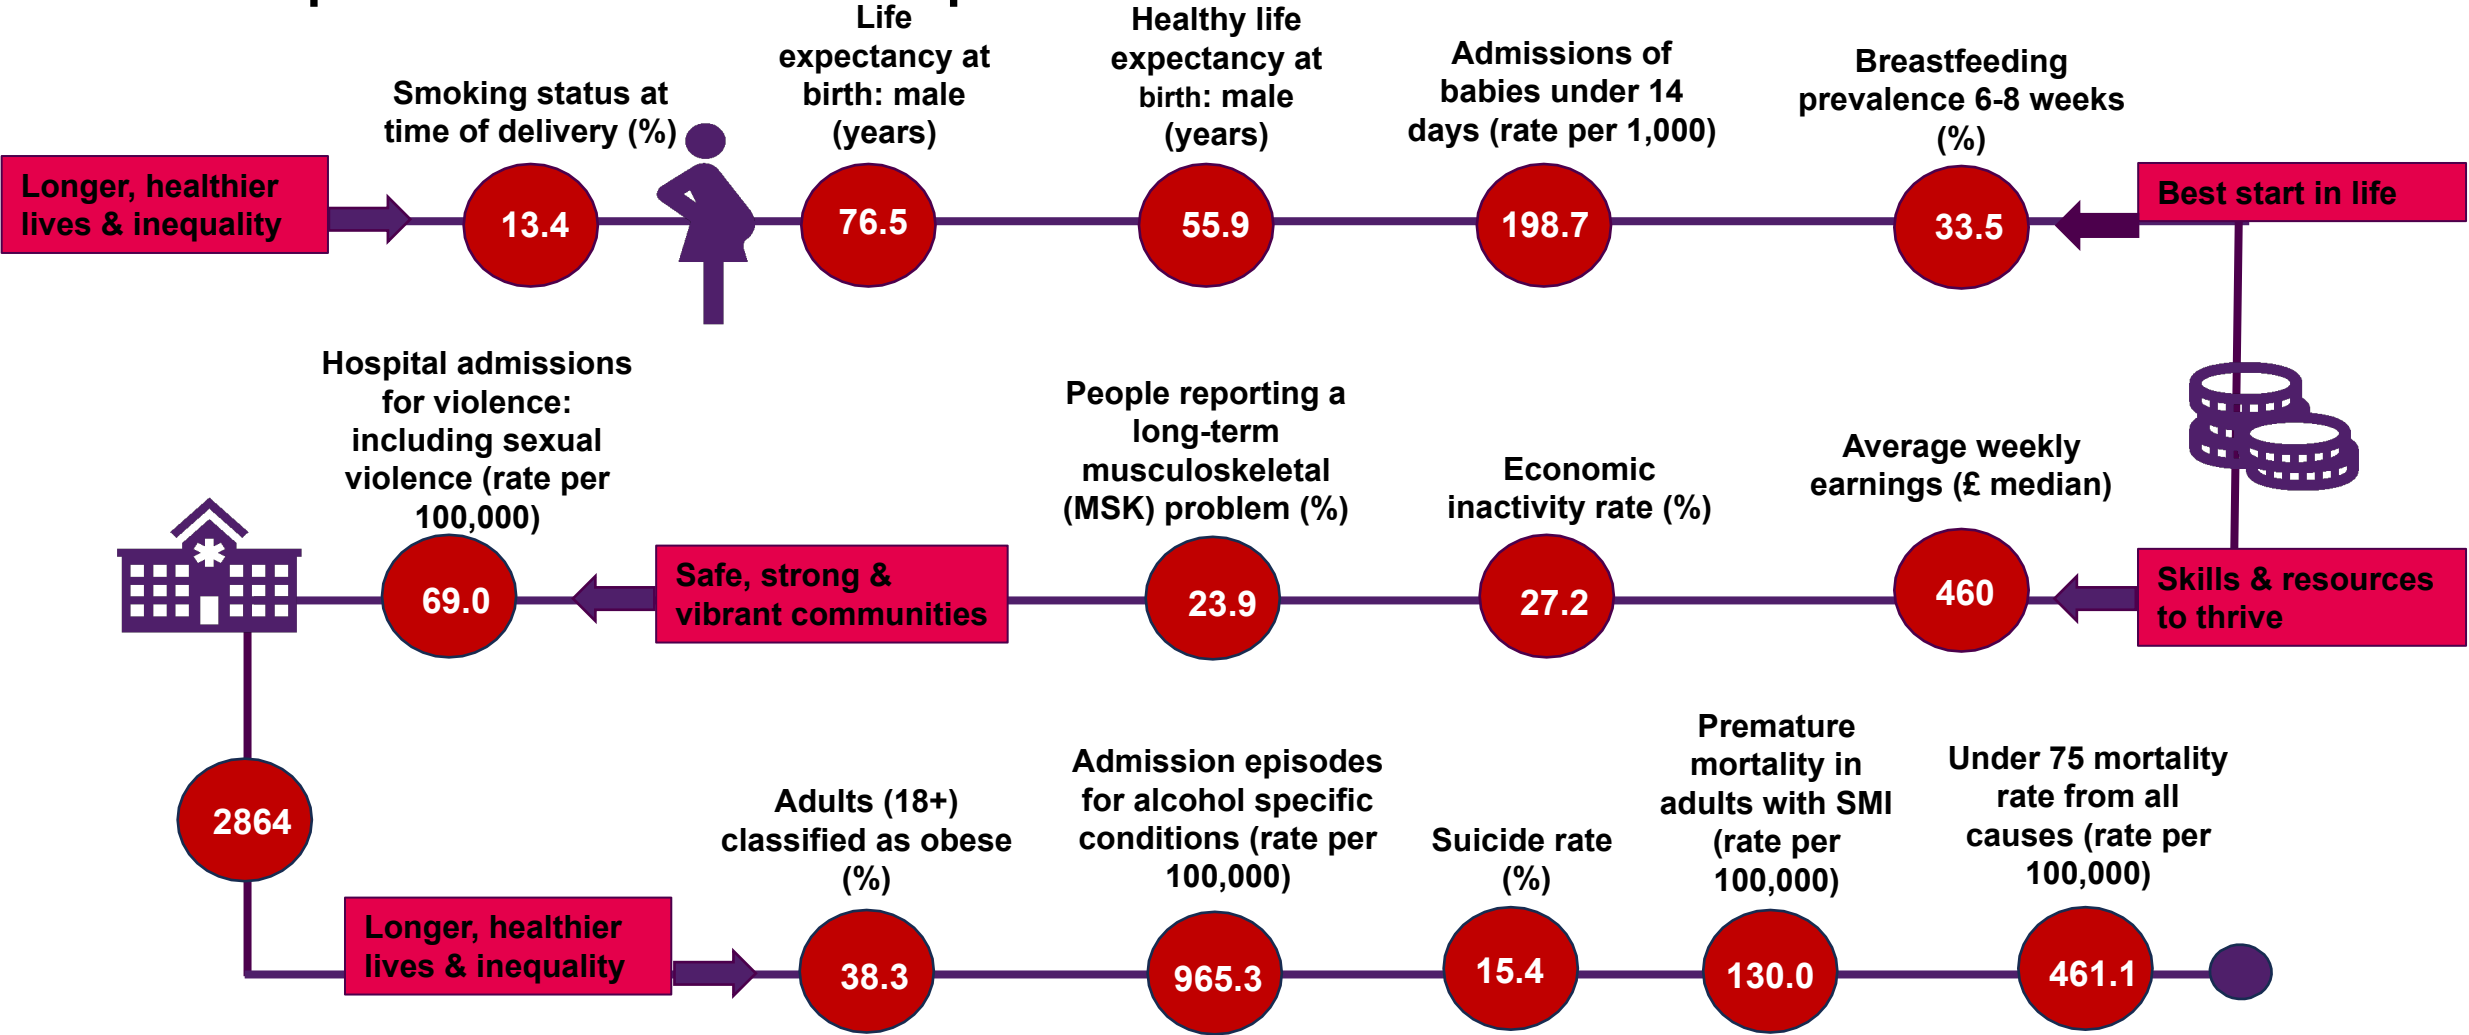 Longer, healthier
lives & inequality
Smoking status at
time of delivery (%)
13.4
Life
expectancy at
birth: male
(years)
76.5
Healthy life
expectancy at
birth: male
(years)
55.9
Admissions of
babies under 14
days (rate per 1,000)
198.7
Breastfeeding
prevalence 6-8 weeks
(%)
33.5
Best start in life
Hospital admissions
for violence:
including sexual
violence (rate per
100,000)
69.0
Safe, strong &
vibrant communities
People reporting a
long-term
musculoskeletal
(MSK) problem (%)
23.9
Economic
inactivity rate (%)
27.2
Average weekly
earnings (£ median)
460
Skills & resources
to thrive
2864
Longer, healthier
lives & inequality
Adults (18+)
classified as obese
(%)
38.3
Admission episodes
for alcohol specific
conditions (rate per
100,000)
965.3
Suicide rate
(%)
15.4
Premature
mortality in
adults with SMI
(rate per
100,000)
130.0
Under 75 mortality
rate from all
causes (rate per
100,000)
461.1